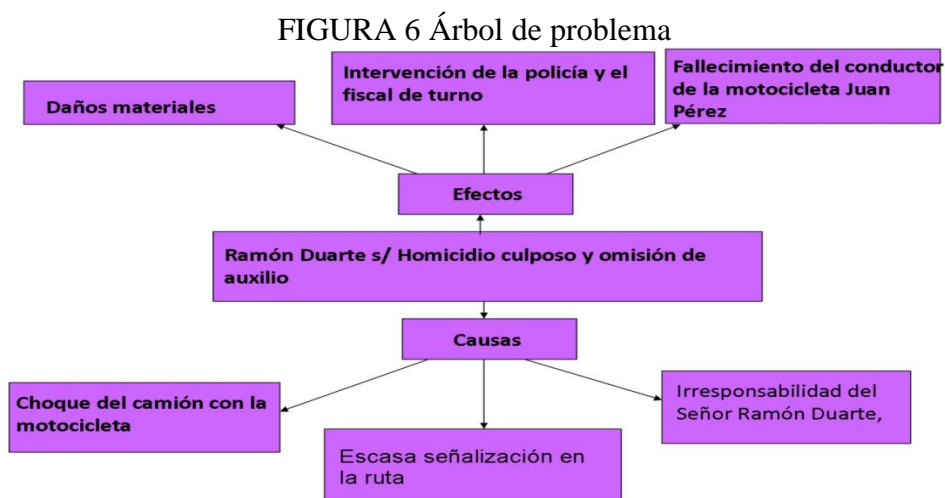 FIGURA 6 Árbol de problema
Daños materiales
Intervención de la policía y el
fiscal de turno
Fallecimiento del conductor
de la motocicleta Juan
Pérez
Efectos
Ramón Duarte s/ Homicidio culposo y omisión de
auxilio
Causas
Choque del camión con la
motocicleta
Escasa señalización en
la ruta
Irresponsabilidad del
Señor Ramón Duarte,